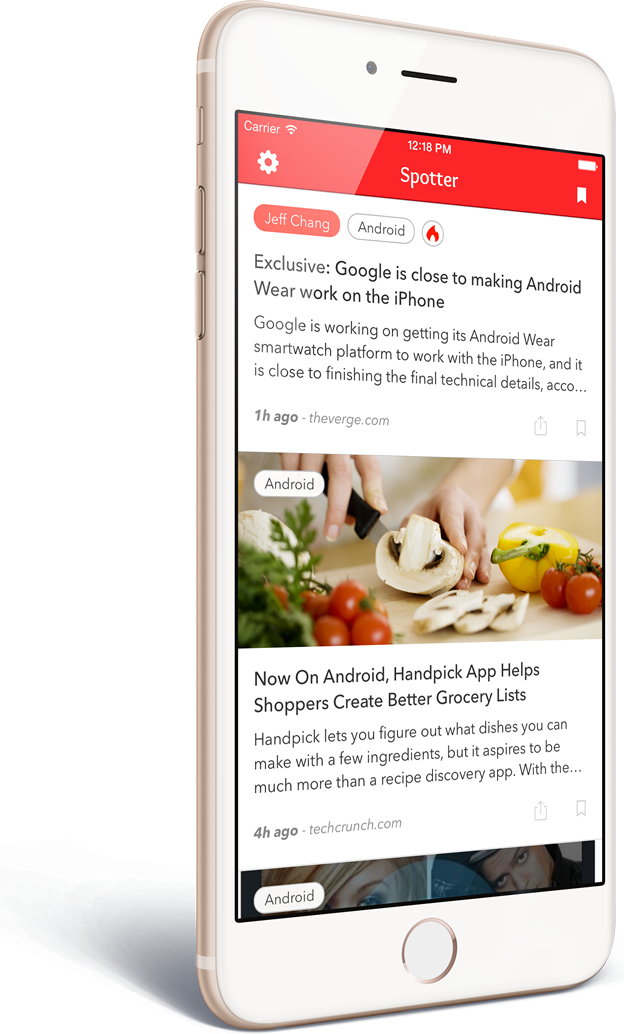 Carrier
12:18 PM
Spotter
Jeff Chang
Android
Exclusive: Google is close to making Android
Wear work on the iPhone
Google is working on getting its Android Wear
smartwatch platform to work with the iPhone, and it
is close to finishing the final technical details, acco...
1h ago - theverge.com
Android
Now On Android, Handpick App Helps
Shoppers Create Better Grocery Lists
Handpick lets you figure out what dishes you can
make with a few ingredients, but it aspires to be
much more than a recipe discovery app. With the...
4h ago - techcrunch.com
Android